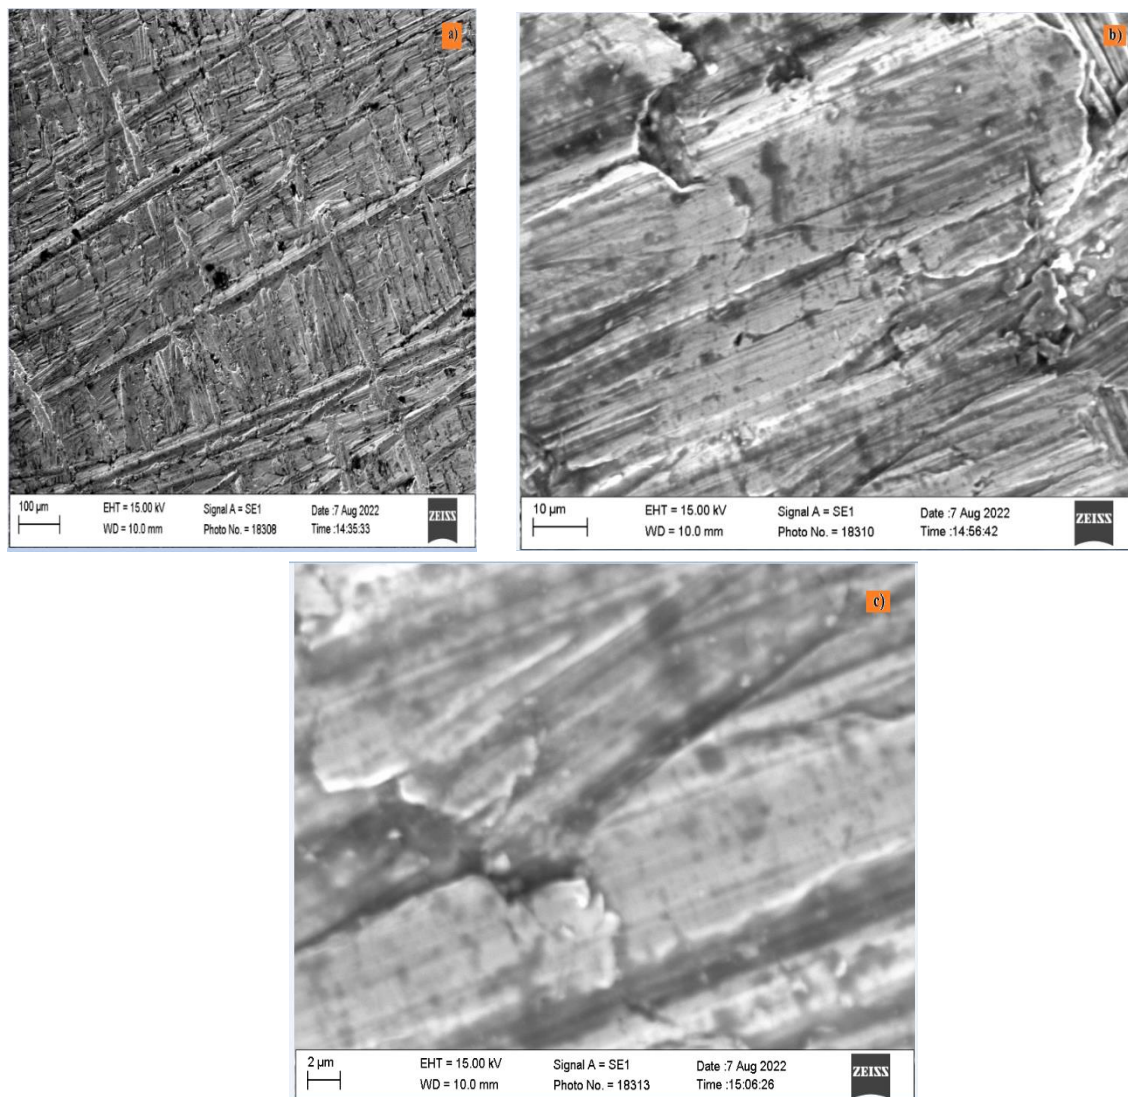 a)
100 µm
EHT = 15.00 kV
WD = 10.0 mm
Signal A = SE1
Photo No. = 18308
Date :7 Aug 2022
Time :14:35:33
ZEISS
b)
10 µm
EHT = 15.00 kV
WD = 10.0 mm
Signal A = SE1
Photo No. = 18310
Date :7 Aug 2022
Time :14:56:42
ZEISS
c)
2 µm
EHT = 15.00 kV
WD = 10.0 mm
Signal A = SE1
Photo No. = 18313
Date :7 Aug 2022
Time :15:06:26
ZEISS